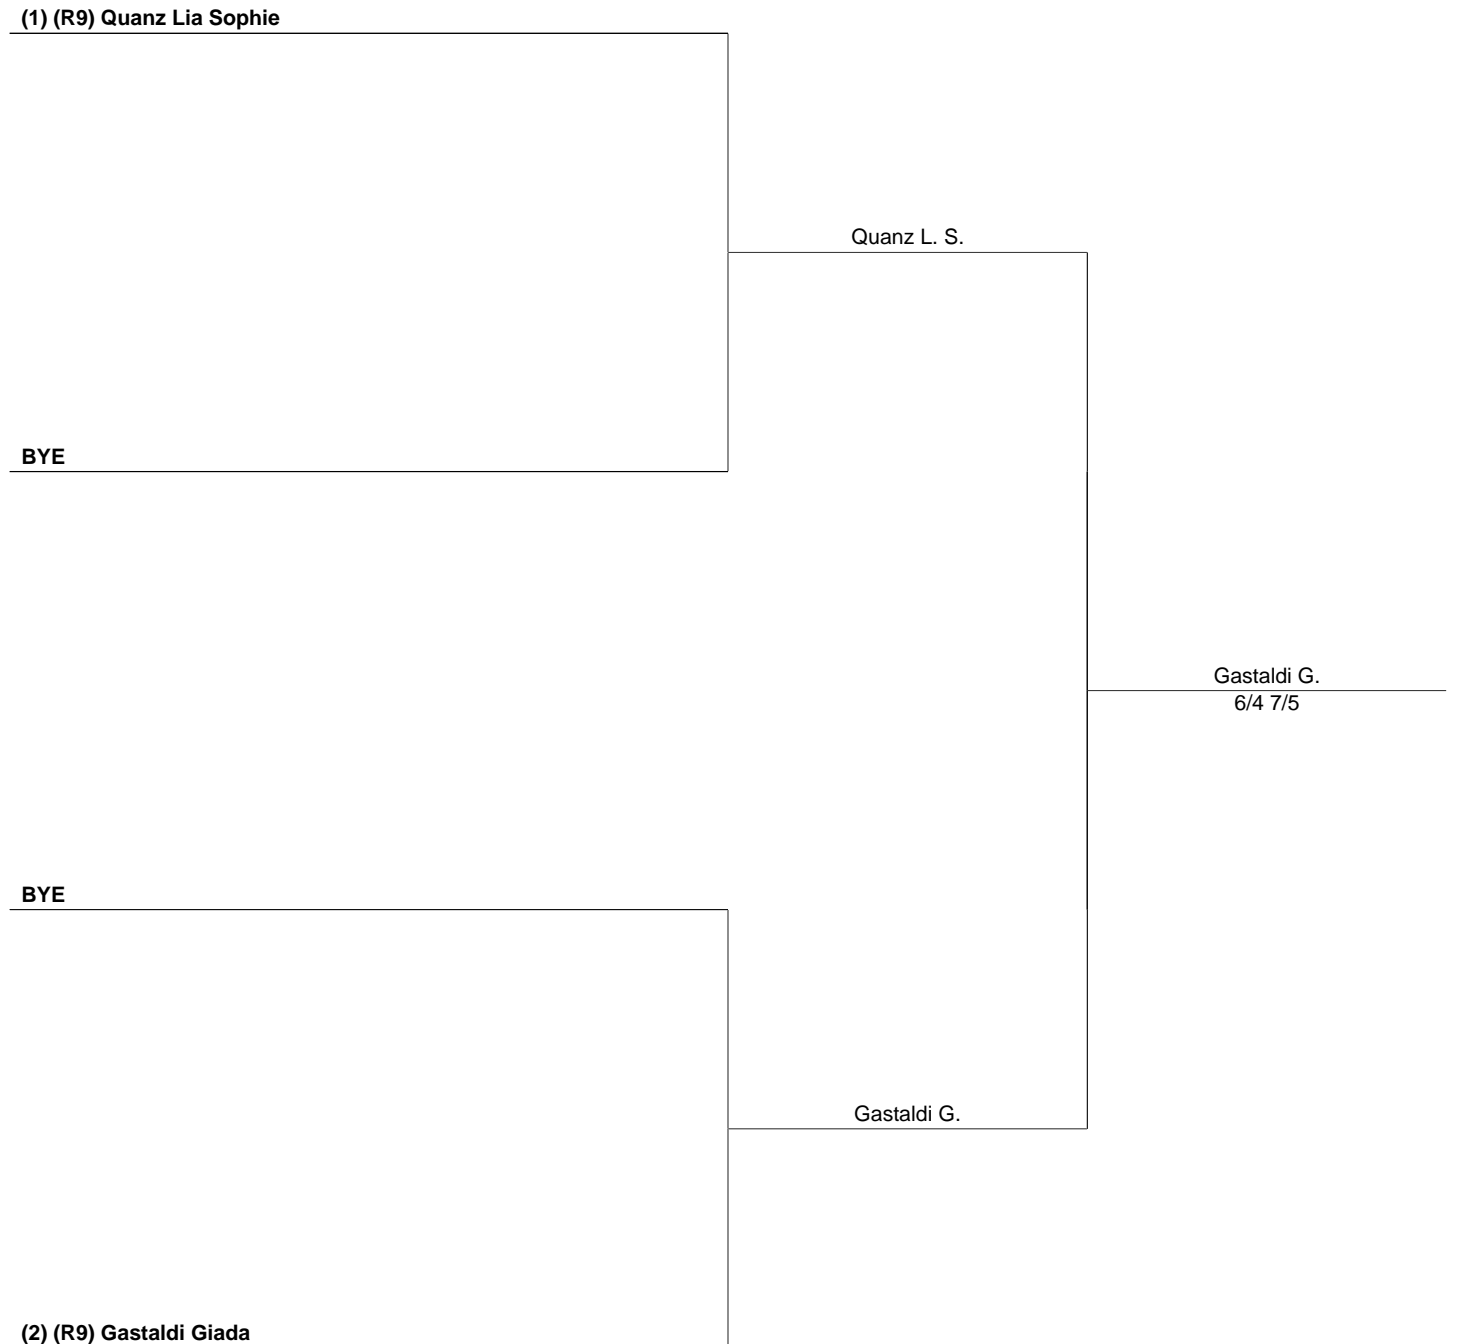 (1) (R9) Quanz Lia Sophie
Quanz L. S.
BYE
Gastaldi G.
6/4 7/5
BYE
Gastaldi G.
(2) (R9) Gastaldi Giada